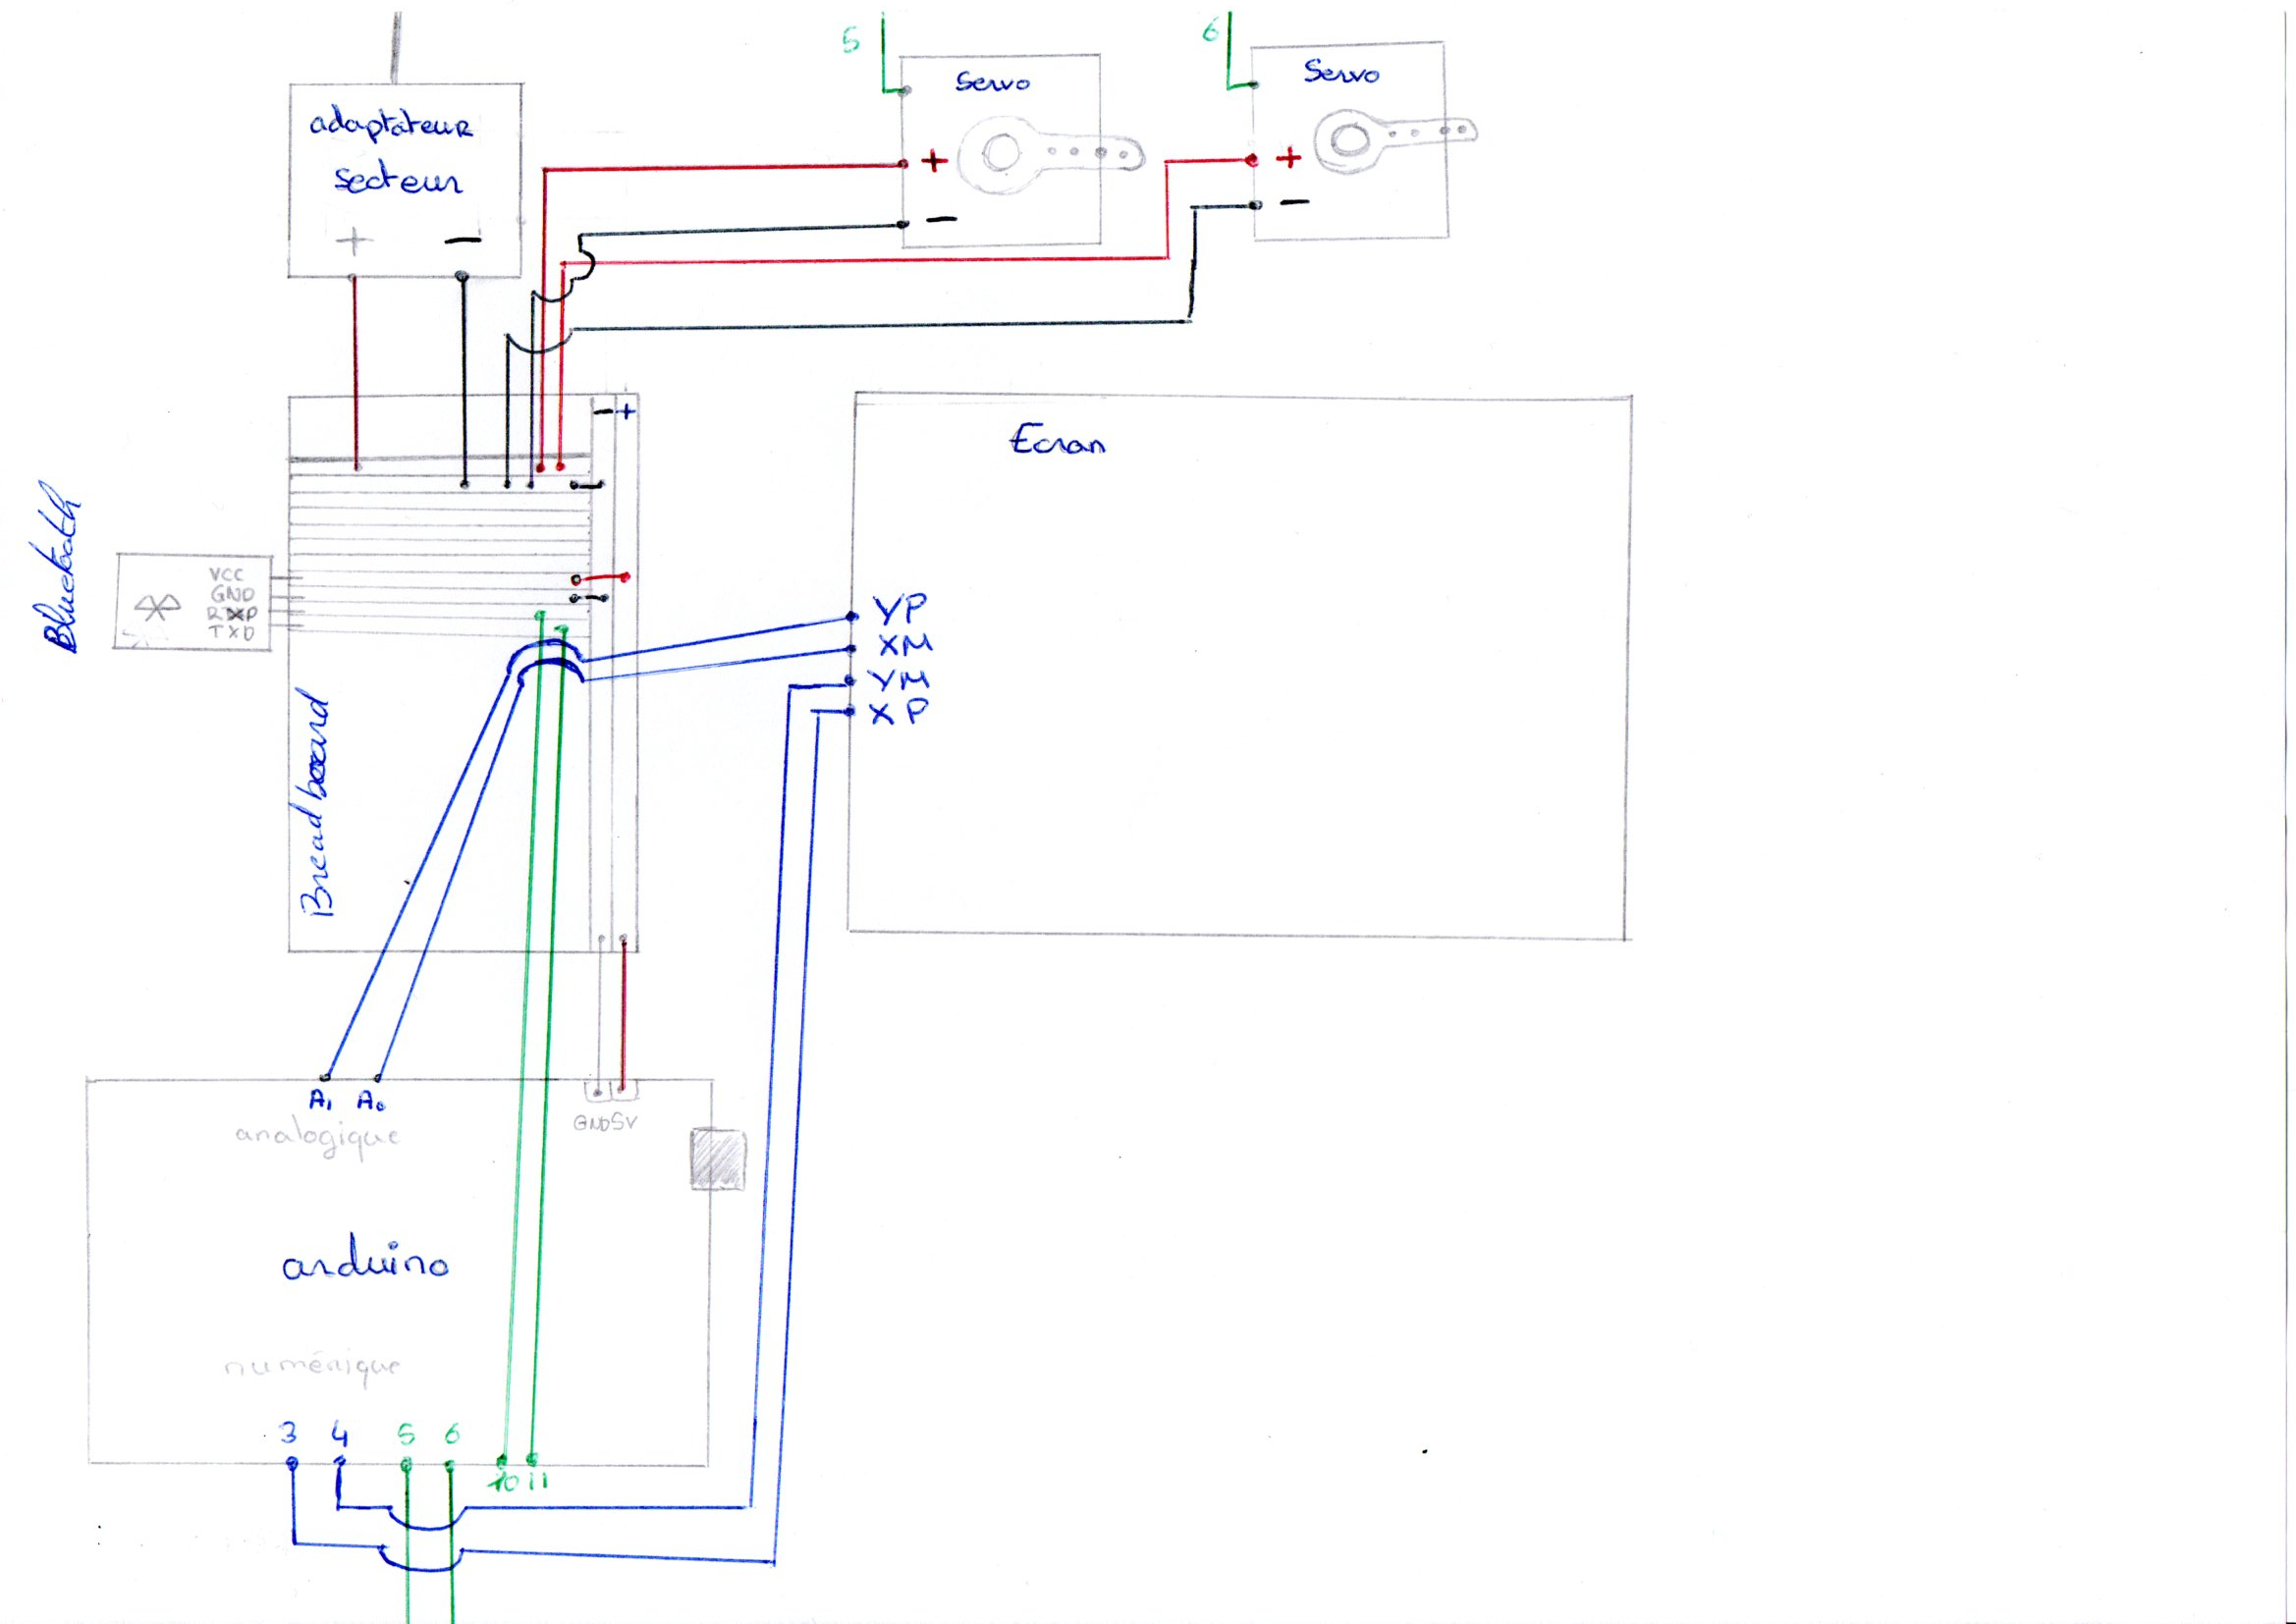 5
Servo
+
−
6
Servo
+
−
adaptateur
secteur
+ −
− +
Ecran
Bluetooth
VCC
GND
TXD
YP
XM
YM
XP
Breadboard
A1 A0
analogique
GND 5V
arduino
numérique
3 4 5 6
10 11